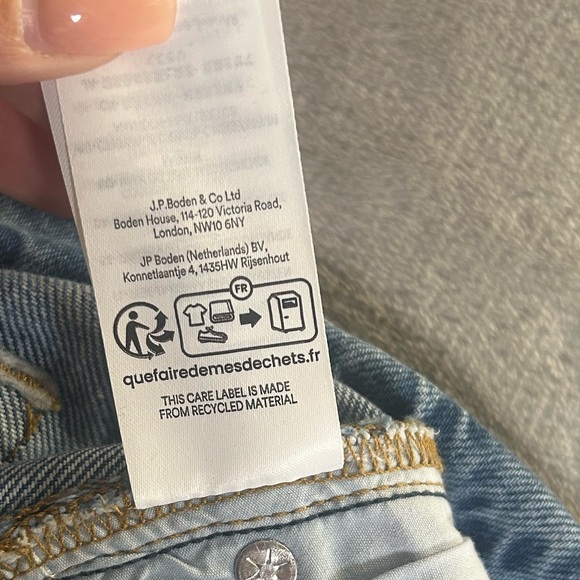 J.P.Boden & Co Ltd
Boden House, 114-120 Victoria Road,
London, NW10 6NY
JP Boden (Netherlands) BV,
Konnetlaantje 4, 1435HW Rijsenhout
FR
quefairedemesdechets.fr
THIS CARE LABEL IS MADE
FROM RECYCLED MATERIAL